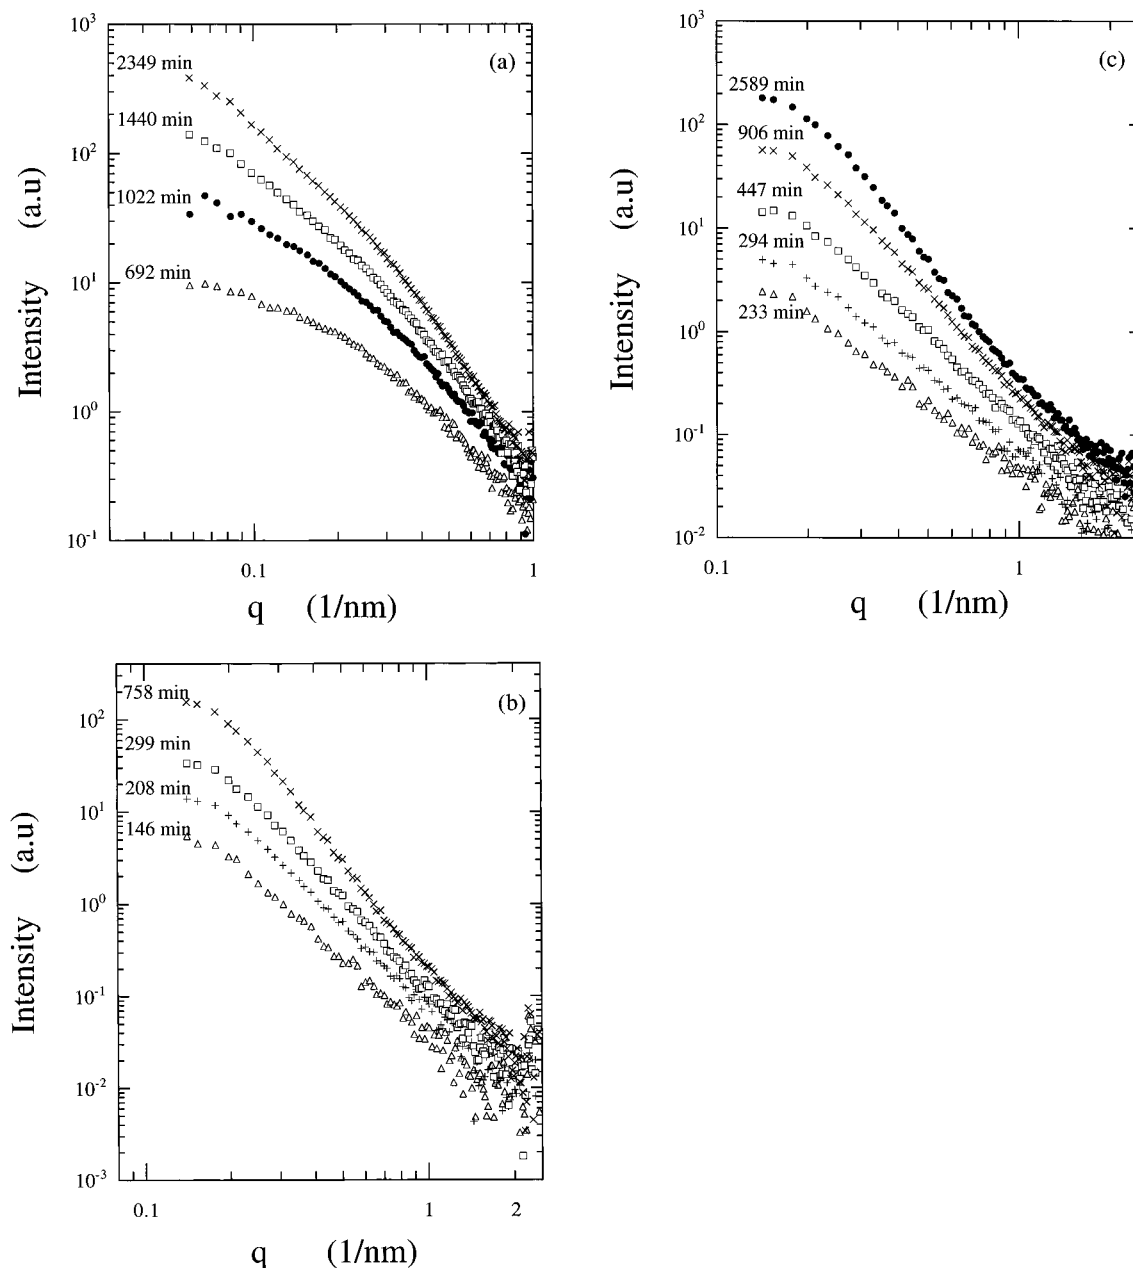 10³
10²
10¹
10⁰
10⁻¹
Intensity (a.u)
2349 min
1440 min
1022 min
692 min
(a)
0.1
1
q (1/nm)
10³
10²
10¹
10⁰
10⁻¹
10⁻²
Intensity (a.u)
2589 min
906 min
447 min
294 min
233 min
(c)
0.1
1
q (1/nm)
10²
10¹
10⁰
10⁻¹
10⁻²
10⁻³
Intensity (a.u)
758 min
299 min
208 min
146 min
(b)
0.1
1
2
q (1/nm)